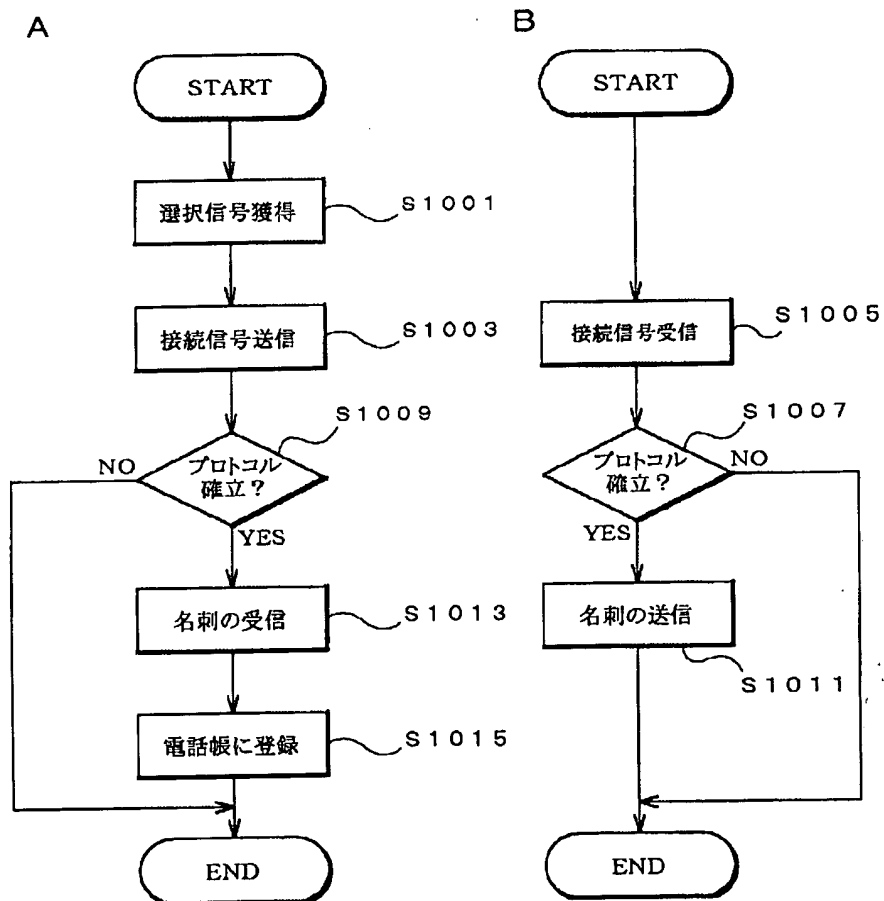 A
START
選択信号獲得
S1001
接続信号送信
S1003
S1009
プロトコル
確立?
NO
YES
名刺の受信
S1013
電話帳に登録
S1015
END
B
START
接続信号受信
S1005
S1007
プロトコル
確立?
NO
YES
名刺の送信
S1011
END